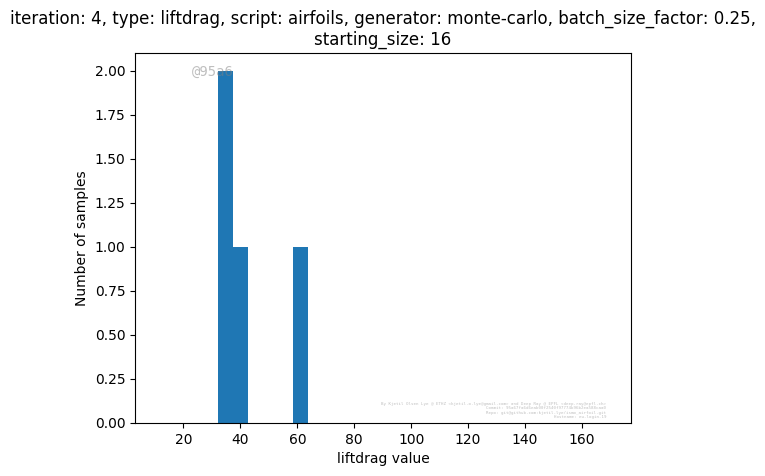 iteration: 4, type: liftdrag, script: airfoils, generator: monte-carlo, batch_size_factor: 0.25,
starting_size: 16
@95a6
2.00
1.75
1.50
1.25
1.00
0.75
0.50
0.25
0.00
Number of samples
20 40 60 80 100 120 140 160
liftdrag value